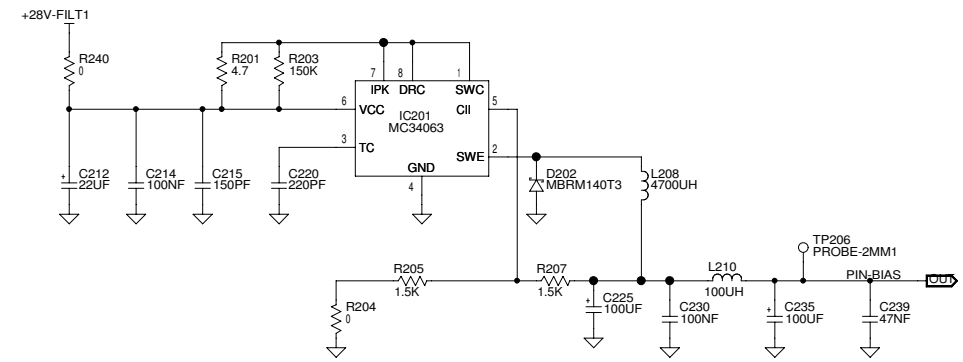 +28V-FILT1
R240
0
R201
4.7
R203
150K
7
8
1
IPK
DRC
SWC
6
VCC
CII
5
IC201
MC34063
3
TC
SWE
2
GND
4
C212
22UF
+
C214
100NF
C215
150PF
C220
220PF
D202
MBRM140T3
L208
4700UH
TP206
PROBE-2MM1
R205
1.5K
R207
1.5K
L210
100UH
PIN-BIAS
OUT
R204
0
+
C225
100UF
C230
100NF
+
C235
100UF
C239
47NF